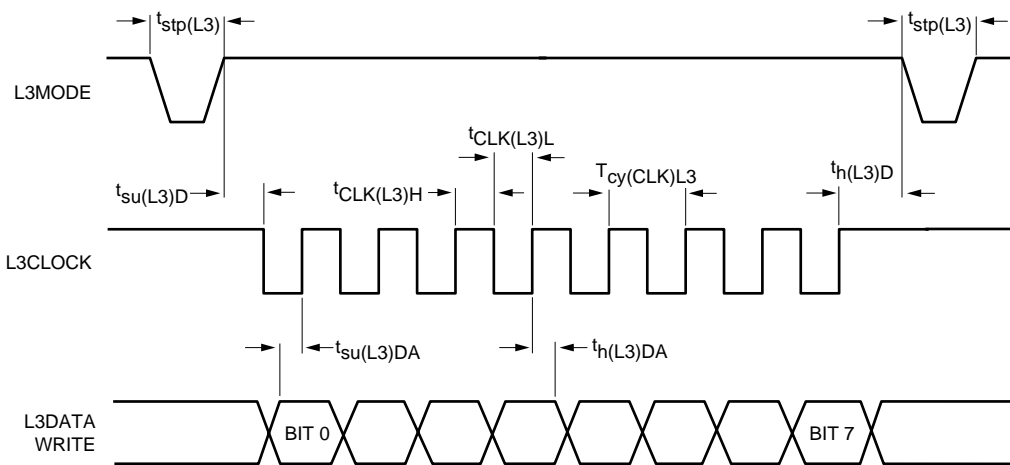 tstp(L3)
tstp(L3)
L3MODE
tCLK(L3)L
tsu(L3)D
tCLK(L3)H
Tcy(CLK)L3
th(L3)D
L3CLOCK
tsu(L3)DA
th(L3)DA
L3DATA
WRITE
BIT 0
BIT 7